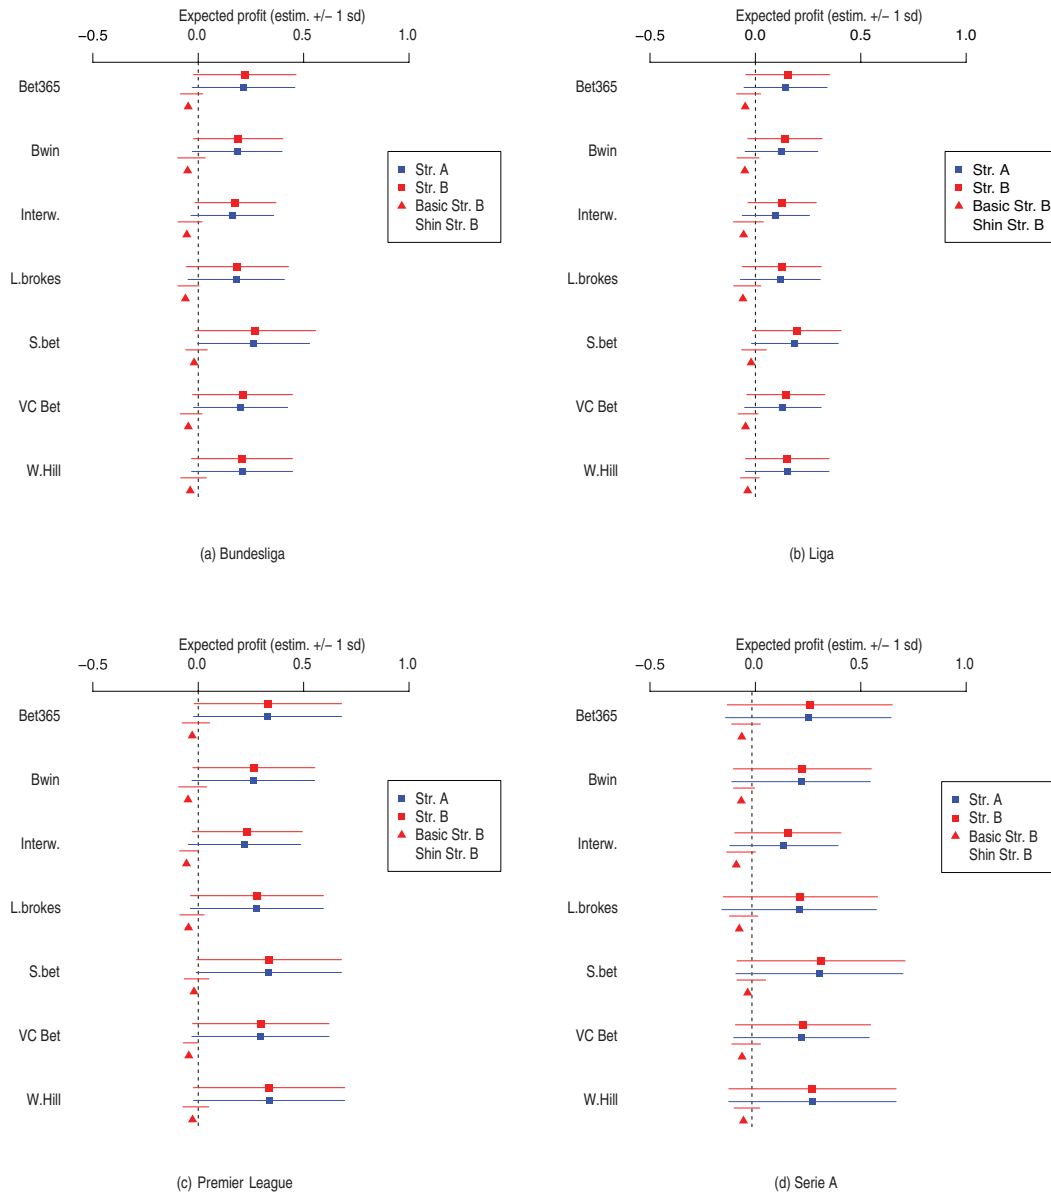 Expected profit (estim. +/− 1 sd)
−0.5 0.0 0.5 1.0
Bet365
Bwin
Interw.
L.brokes
S.bet
VC Bet
W.Hill
Str. A
Str. B
Basic Str. B
Shin Str. B
(a) Bundesliga
Expected profit (estim. +/− 1 sd)
−0.5 0.0 0.5 1.0
Bet365
Bwin
Interw.
L.brokes
S.bet
VC Bet
W.Hill
Str. A
Str. B
Basic Str. B
Shin Str. B
(b) Liga
Expected profit (estim. +/− 1 sd)
−0.5 0.0 0.5 1.0
Bet365
Bwin
Interw.
L.brokes
S.bet
VC Bet
W.Hill
Str. A
Str. B
Basic Str. B
Shin Str. B
(c) Premier League
Expected profit (estim. +/− 1 sd)
−0.5 0.0 0.5 1.0
Bet365
Bwin
Interw.
L.brokes
S.bet
VC Bet
W.Hill
Str. A
Str. B
Basic Str. B
Shin Str. B
(d) Serie A